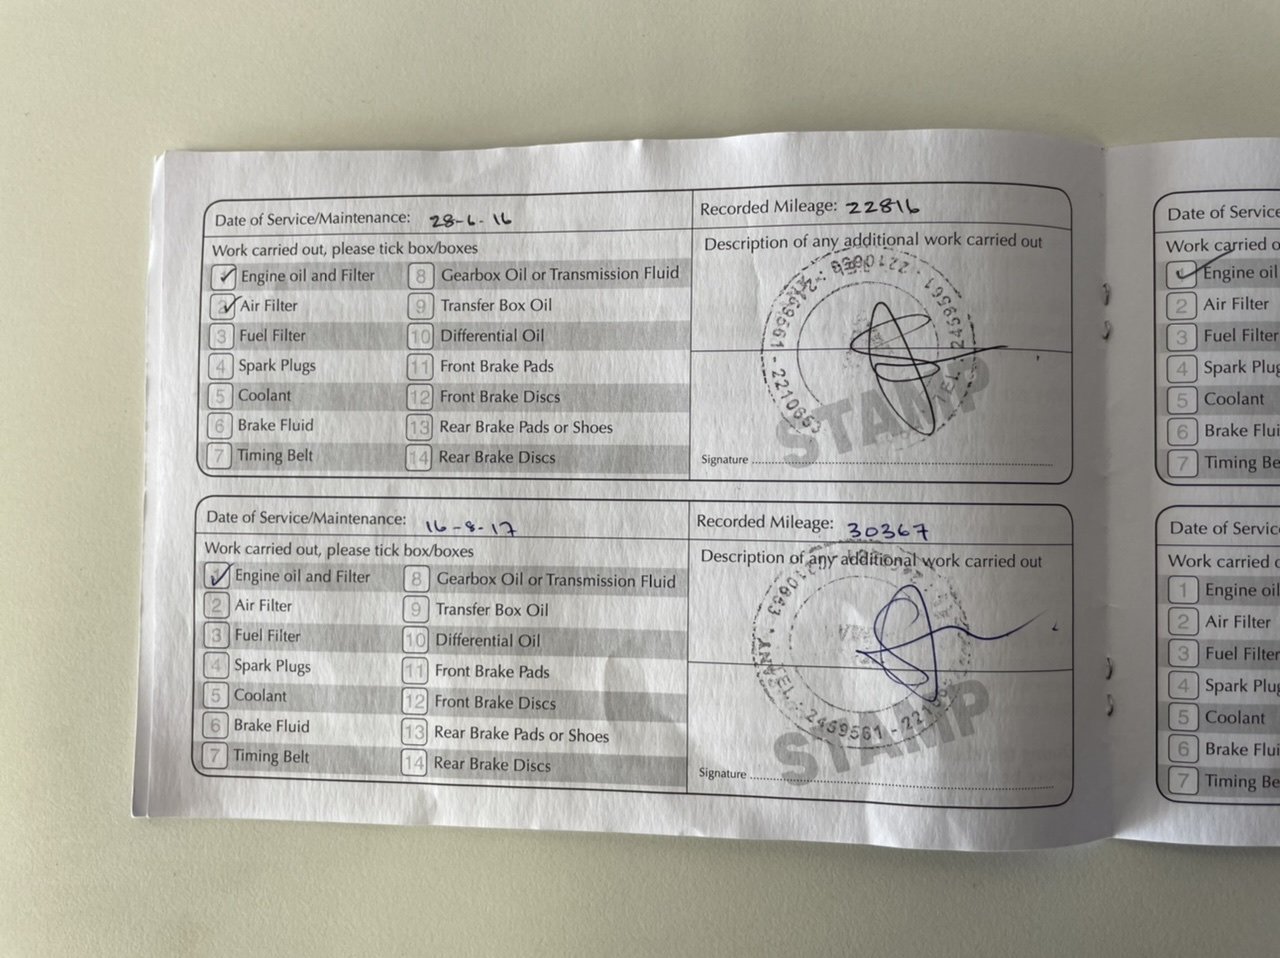 Date of Service/Maintenance: 28-6-16
Recorded Mileage: 22816
Work carried out, please tick box/boxes
Description of any additional work carried out
Engine oil and Filter
8 Gearbox Oil or Transmission Fluid
2 Air Filter
9 Transfer Box Oil
3 Fuel Filter
10 Differential Oil
4 Spark Plugs
11 Front Brake Pads
5 Coolant
12 Front Brake Discs
6 Brake Fluid
13 Rear Brake Pads or Shoes
7 Timing Belt
14 Rear Brake Discs
2469561 - 2210653
TEL
STAMP
Signature
Date of Service/Maintenance: 16-8-17
Recorded Mileage: 30367
Work carried out, please tick box/boxes
Description of any additional work carried out
1 Engine oil and Filter
8 Gearbox Oil or Transmission Fluid
2 Air Filter
9 Transfer Box Oil
3 Fuel Filter
10 Differential Oil
4 Spark Plugs
11 Front Brake Pads
5 Coolant
12 Front Brake Discs
6 Brake Fluid
13 Rear Brake Pads or Shoes
7 Timing Belt
14 Rear Brake Discs
TEL
STAMP
Signature
Date of Service
Work carried
Engine oil
2 Air Filter
3 Fuel Filter
4 Spark
5 Coolant
6 Brake
7 Timing
Date of Service
Work carried
1 Engine oil
2 Air Filter
3 Fuel Filter
4 Spark
5 Coolant
6 Brake
7 Timing